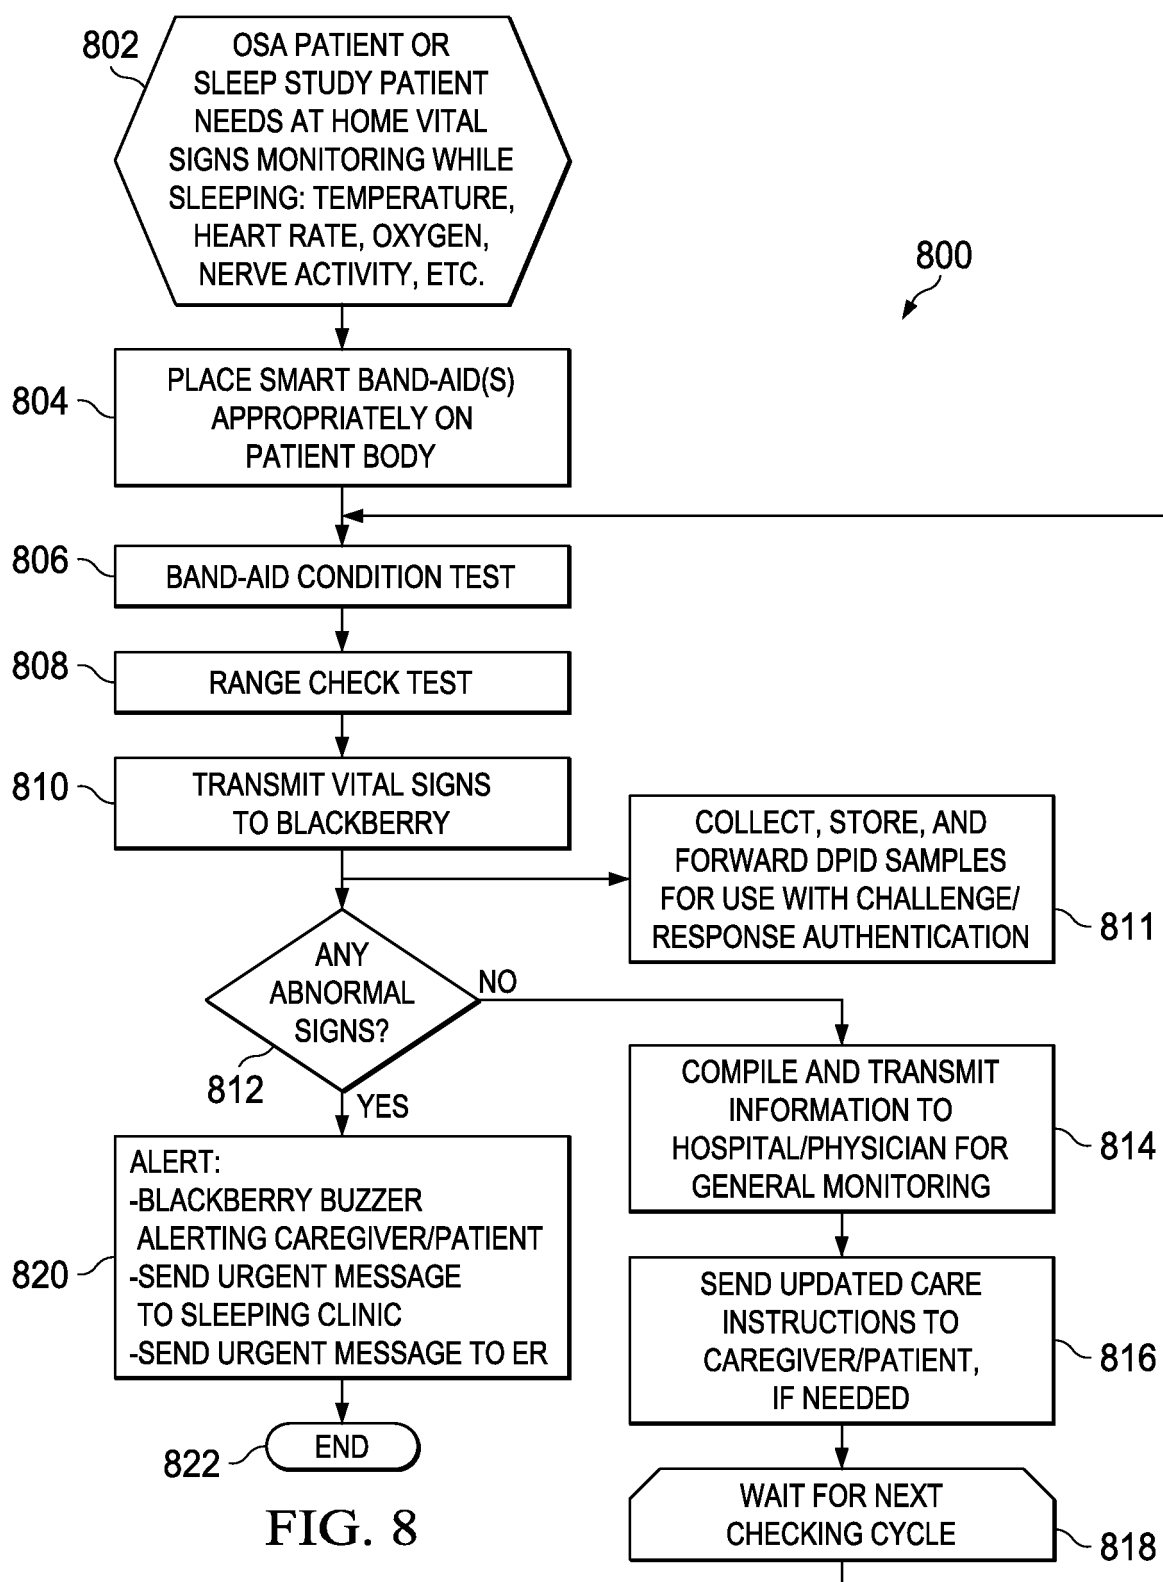 802
OSA PATIENT OR
SLEEP STUDY PATIENT
NEEDS AT HOME VITAL
SIGNS MONITORING WHILE
SLEEPING: TEMPERATURE,
HEART RATE, OXYGEN,
NERVE ACTIVITY, ETC.
800
804
PLACE SMART BAND-AID(S)
APPROPRIATELY ON
PATIENT BODY
806
BAND-AID CONDITION TEST
808
RANGE CHECK TEST
810
TRANSMIT VITAL SIGNS
TO BLACKBERRY
COLLECT, STORE, AND
FORWARD DPID SAMPLES
FOR USE WITH CHALLENGE/
RESPONSE AUTHENTICATION
811
ANY
ABNORMAL
SIGNS?
812
NO
YES
COMPILE AND TRANSMIT
INFORMATION TO
HOSPITAL/PHYSICIAN FOR
GENERAL MONITORING
814
820
ALERT:
-BLACKBERRY BUZZER
ALERTING CAREGIVER/PATIENT
-SEND URGENT MESSAGE
TO SLEEPING CLINIC
-SEND URGENT MESSAGE TO ER
SEND UPDATED CARE
INSTRUCTIONS TO
CAREGIVER/PATIENT,
IF NEEDED
816
822
END
WAIT FOR NEXT
CHECKING CYCLE
818
FIG. 8